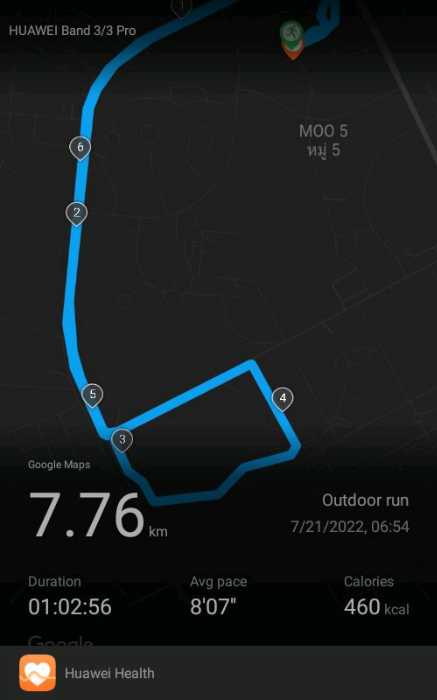 1
HUAWEI Band 3/3 Pro
MOO 5
หมู่ 5
6
2
5
4
3
Google Maps
7.76 km
Outdoor run
7/21/2022, 06:54
Duration
Avg pace
Calories
01:02:56
8'07"
460 kcal
Google
Huawei Health